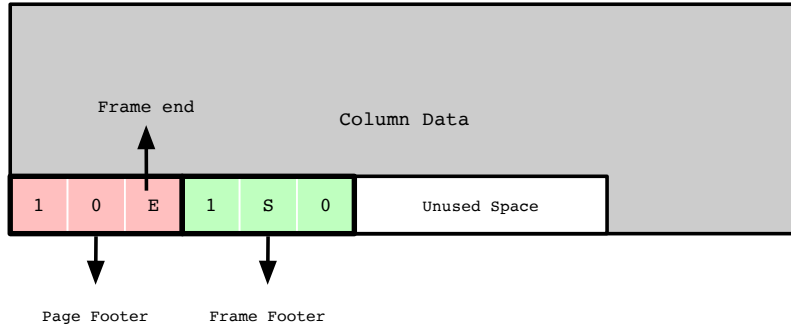 Frame end
Column Data
1 0 E 1 S 0 Unused Space
Page Footer Frame Footer